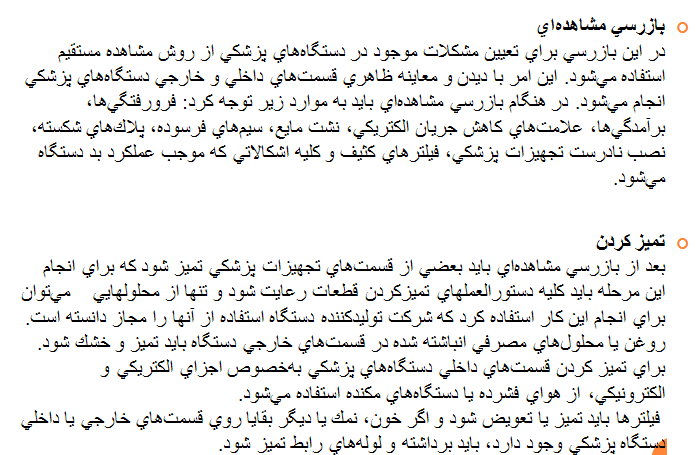 بازرسي مشاهده‌اي
در اين بازرسي براي تعيين مشكلات موجود در دستگاه‌هاي پزشكي از روش مشاهده مستقيم
استفاده مي‌شود. اين امر با ديدن و معاينه ظاهري قسمت‌هاي داخلي و خارجي دستگاه‌هاي پزشكي
انجام مي‌شود. در هنگام بازرسي مشاهده‌اي بايد به موارد زير توجه كرد: فرورفتگي‌ها،
برآمدگي‌ها، علامت‌هاي كاهش جريان الكتريكي، نشت مايع، سيم‌هاي فرسوده، پلاك‌هاي شكسته،
نصب نادرست تجهيزات پزشكي، فيلترهاي كثيف و كليه اشكالاتي كه موجب عملكرد بد دستگاه
مي‌شود.
تميز كردن
بعد از بازرسي مشاهده‌اي بايد بعضي از قسمت‌هاي تجهيزات پزشكي تميز شود كه براي انجام
اين مرحله بايد كليه دستورالعملهاي تميزكردن قطعات رعايت شود و تنها از محلولهايي مي‌توان
براي انجام اين كار استفاده كرد كه شركت توليدكننده دستگاه استفاده از آنها را مجاز دانسته است.
روغن يا محلول‌هاي مصرفي انباشته شده در قسمت‌هاي خارجي دستگاه بايد تميز و خشك شود.
براي تميز كردن قسمت‌هاي داخلي دستگاه‌هاي پزشكي به‌خصوص اجزاي الكتريكي و
الكترونيكي، از هواي فشرده يا دستگاه‌هاي مكنده استفاده مي‌شود.
فيلترها بايد تميز يا تعويض شود و اگر خون، نمك يا ديگر بقايا روي قسمت‌هاي خارجي يا داخلي
دستگاه پزشكي وجود دارد، بايد برداشته و لوله‌هاي رابط تميز شود.